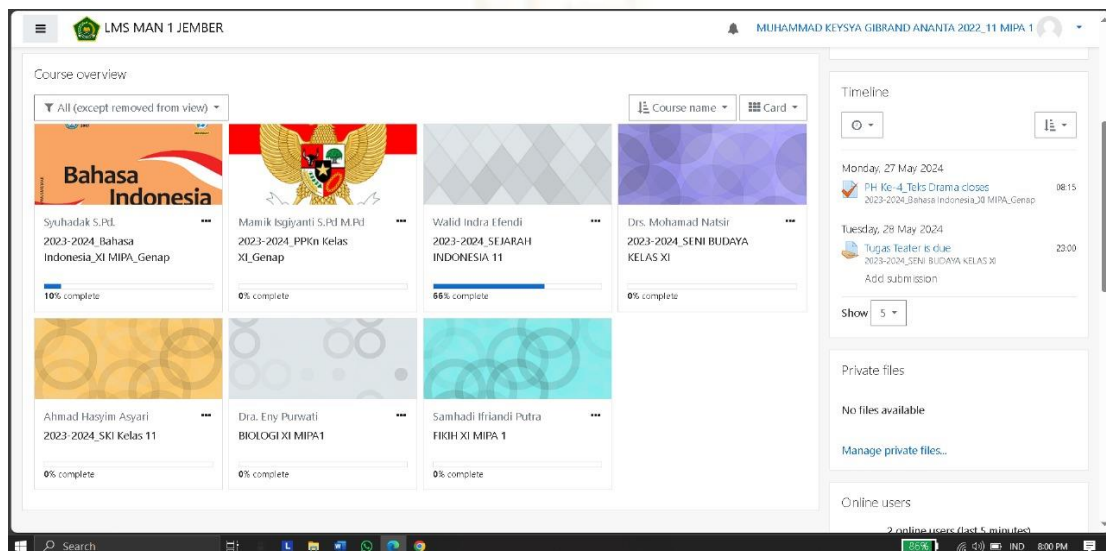 LMS MAN 1 JEMBER
MUHAMMAD KEYSYA GIBRAND ANANTA 2022_11 MIPA 1
Course overview
All (except removed from view)
Course name
Card
Bahasa
Indonesia
Syuhadak S.Pd.
2023-2024_Bahasa
Indonesia_XI MIPA_Genap
10% complete
Mamik Isgiyanti S.Pd M.Pd
2023-2024_PPKn Kelas
XI_Genap
0% complete
Walid Indra Efendi
2023-2024_SEJARAH
INDONESIA 11
66% complete
Drs. Mohamad Natsir
2023-2024_SENI BUDAYA
KELAS XI
0% complete
Ahmad Hasyim Asyari
2023-2024_SKI Kelas 11
0% complete
Dra. Eny Purwati
BIOLOGI XI MIPA1
0% complete
Samhadi Ifriandi Putra
FIKIH XI MIPA 1
0% complete
Timeline
Monday, 27 May 2024
PH Ke-4_Teks Drama closes 08:15
2023-2024_Bahasa Indonesia_XI MIPA_Genap
Tuesday, 28 May 2024
Tugas Teater is due 23:00
2023-2024_SENI BUDAYA KELAS XI
Add submission
Show 5
Private files
No files available
Manage private files...
Online users
2 online users (last 5 minutes)
Search
86% IND 8:00 PM